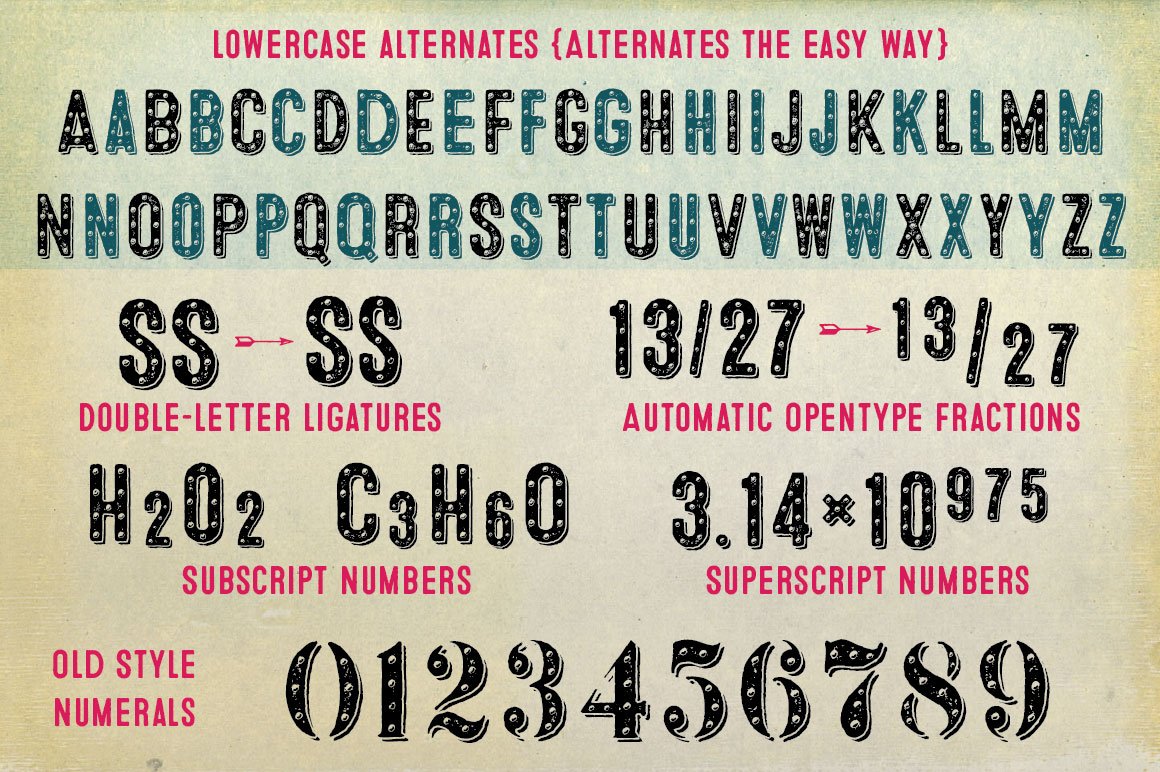 LOWERCASE ALTERNATES {ALTERNATES THE EASY WAY}
AABBCCDDEEFFGGHHIIJJKKLLMM
NNOOPPQQRRSSTTUUVVWWXXYYZZ
SS SS
DOUBLE-LETTER LIGATURES
13/27 13/27
AUTOMATIC OPENTYPE FRACTIONS
H₂O₂ C₃H₆O
SUBSCRIPT NUMBERS
3.14×10⁹⁷⁵
SUPERSCRIPT NUMBERS
OLD STYLE
NUMERALS
0123456789